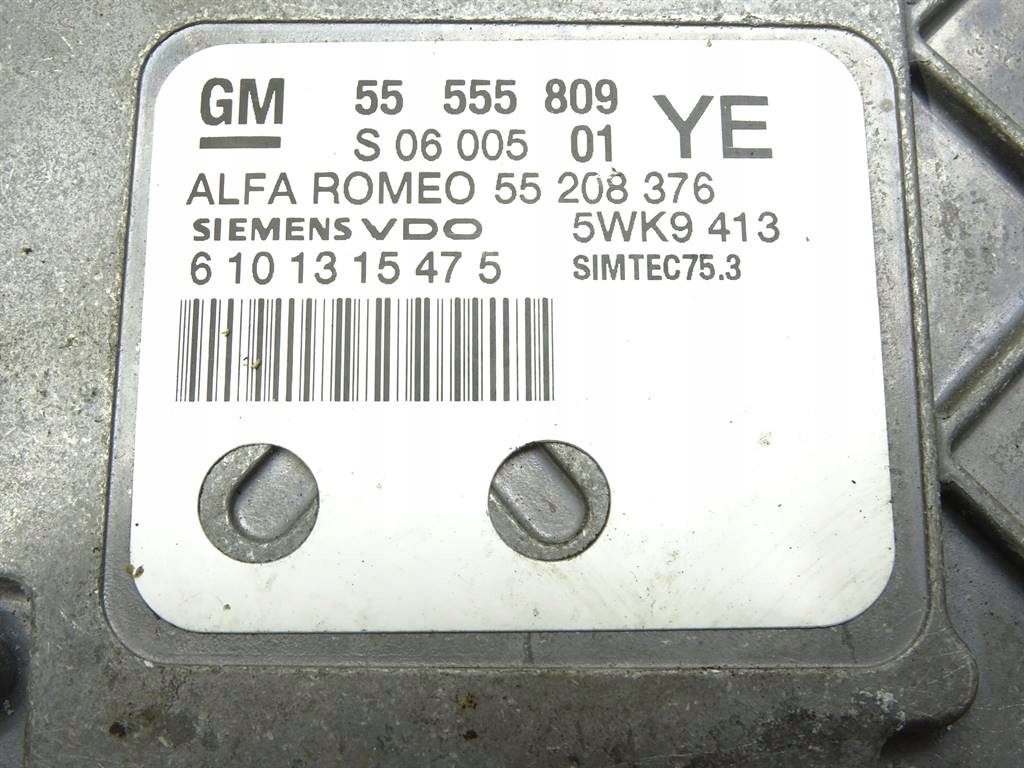 GM 55 555 809 YE
S 06 005 01
ALFA ROMEO 55 208 376
SIEMENS VDO 5WK9 413
6 10 13 15 47 5 SIMTEC75.3